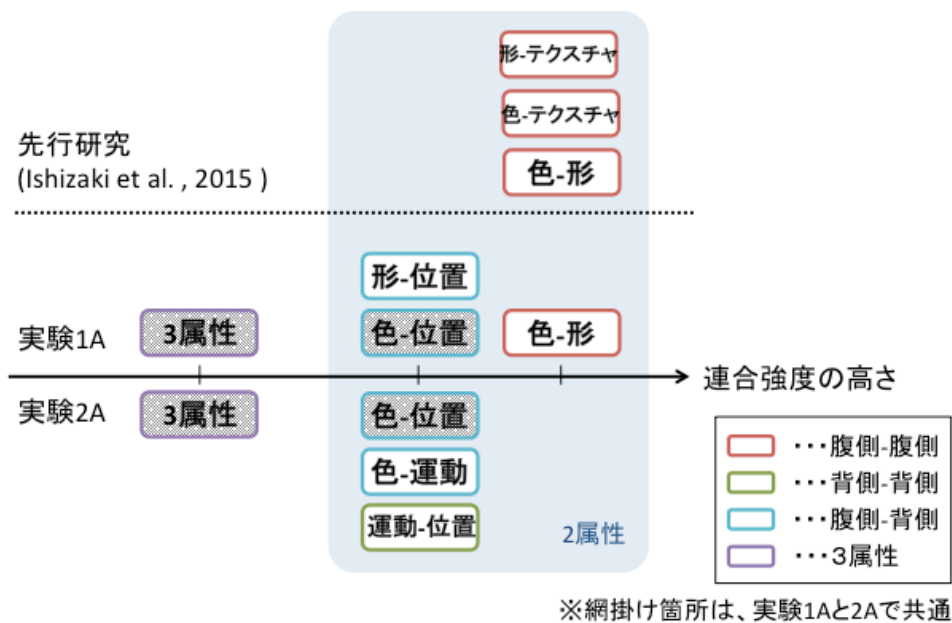 形-テクスチャ
色-テクスチャ
先行研究
(Ishizaki et al. , 2015 )
色-形
形-位置
実験1A
3属性
色-位置
色-形
連合強度の高さ
実験2A
3属性
色-位置
色-運動
運動-位置
2属性
・・・腹側-腹側
・・・背側-背側
・・・腹側-背側
・・・3属性
※網掛け箇所は、実験1Aと2Aで共通